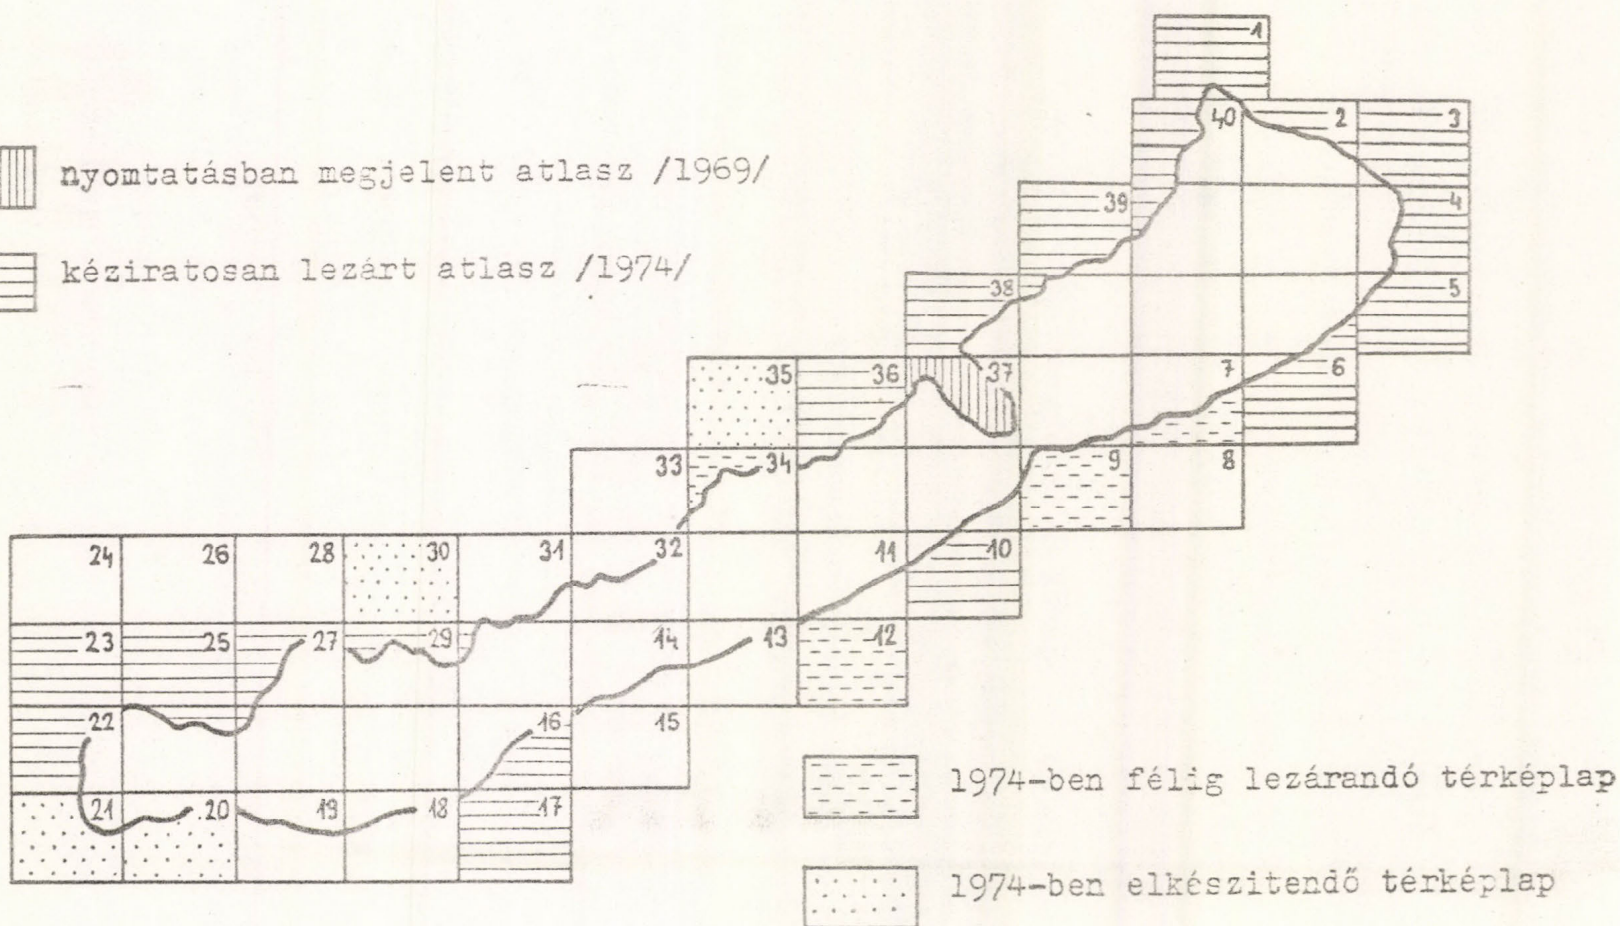 1
40 2 3
nyomtatásban megjelent atlasz /1969/
39 4
kéziratosan lezárt atlasz /1974/
38 5
35 36 37 7 6
33 34 9 8
24 26 28 30 31 32 11 10
23 25 27 29 14 13 12
22 16 15
1974-ben félig lezárandó térképlap
21 20 19 18 17
1974-ben elkészitendő térképlap